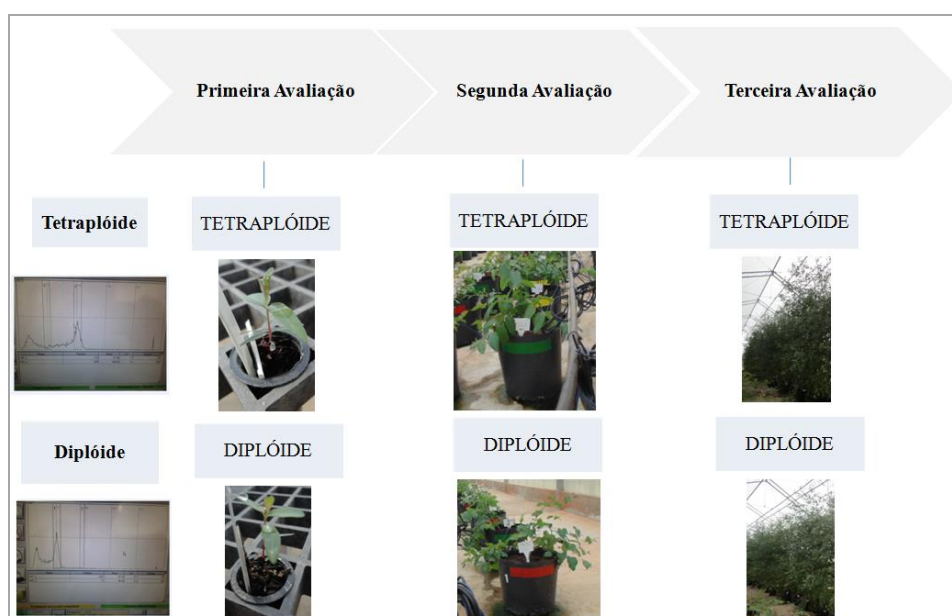 Primeira Avaliação
Segunda Avaliação
Terceira Avaliação
Tetraplóide
TETRAPLÓIDE
TETRAPLÓIDE
TETRAPLÓIDE
Diplóide
DIPLÓIDE
DIPLÓIDE
DIPLÓIDE